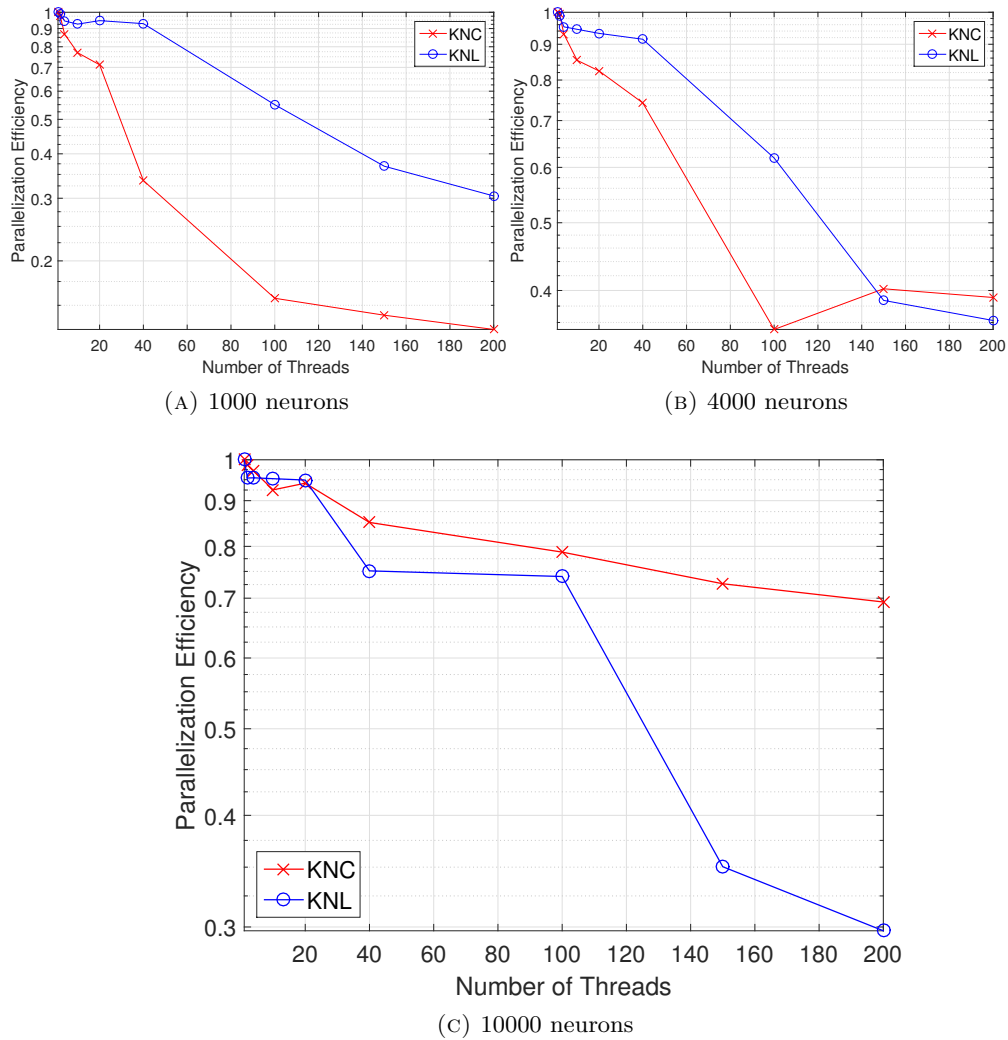 1
0.9
0.8
0.7
0.6
0.5
0.4
0.3
0.2
Parallelization Efficiency
KNC
KNL
20 40 60 80 100 120 140 160 180 200
Number of Threads
(A) 1000 neurons
1
0.9
0.8
0.7
0.6
0.5
0.4
Parallelization Efficiency
KNC
KNL
20 40 60 80 100 120 140 160 180 200
Number of Threads
(B) 4000 neurons
1
0.9
0.8
0.7
0.6
0.5
0.4
0.3
Parallelization Efficiency
KNC
KNL
20 40 60 80 100 120 140 160 180 200
Number of Threads
(C) 10000 neurons